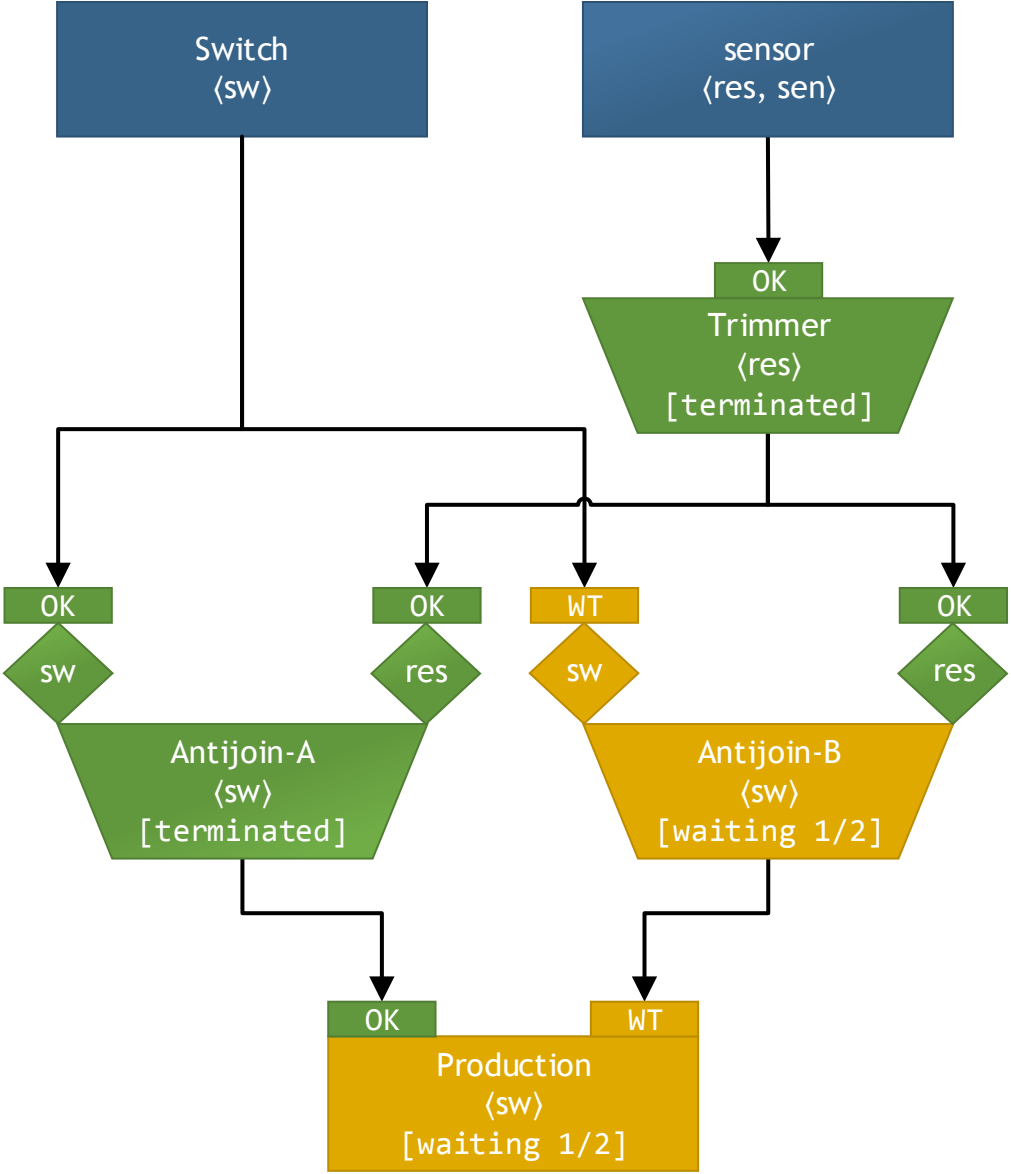 Switch
⟨sw⟩
sensor
⟨res, sen⟩
OK
Trimmer
⟨res⟩
[terminated]
OK
OK
WT
OK
sw
res
sw
res
Antijoin-A
⟨sw⟩
[terminated]
Antijoin-B
⟨sw⟩
[waiting 1/2]
OK
WT
Production
⟨sw⟩
[waiting 1/2]